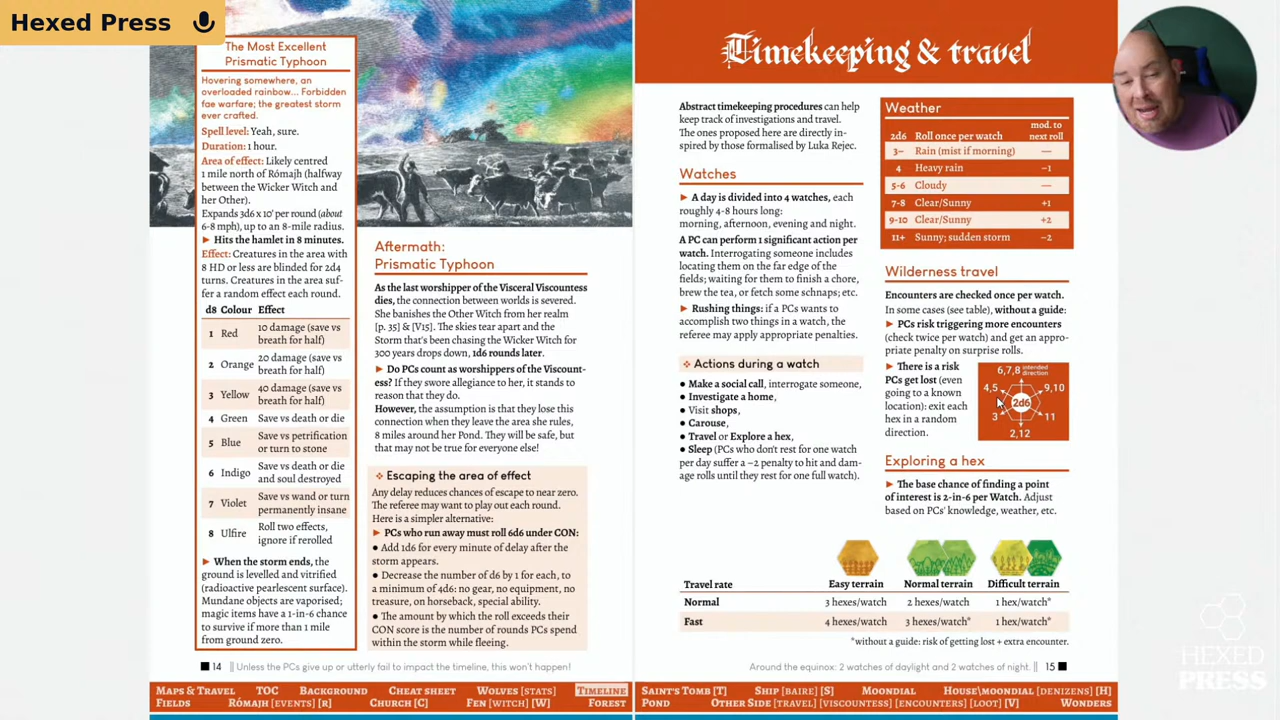 Hexed Press
The Most Excellent
Prismatic Typhoon
Hovering somewhere, an
overloaded rainbow... Forbidden
fae warfare; the greatest storm
ever crafted.
Spell level: Yeah, sure.
Duration: 1 hour.
Area of effect: Likely centred
1 mile north of Rómajh (halfway
between the Wicker Witch and
her Other).
Expands 3d6 x 10' per round (about
6-8 mph), up to an 8-mile radius.
► Hits the hamlet in 8 minutes.
Effect: Creatures in the area with
8 HD or less are blinded for 2d4
turns. Creatures in the area suf-
fer a random effect each round.
d8 Colour Effect
1 Red 10 damage (save vs
breath for half)
2 Orange 20 damage (save vs
breath for half)
3 Yellow 40 damage (save vs
breath for half)
4 Green Save vs death or die
5 Blue Save vs petrification
or turn to stone
6 Indigo Save vs death or die
and soul destroyed
7 Violet Save vs wand or turn
permanently insane
8 Ulfire Roll two effects,
ignore if rerolled
► When the storm ends, the
ground is levelled and vitrified
(radioactive pearlescent surface).
Mundane objects are vaporised;
magic items have a 1-in-6 chance
to survive if more than 1 mile
from ground zero.
Aftermath:
Prismatic Typhoon
As the last worshipper of the Visceral Viscountess
dies, the connection between worlds is severed.
She banishes the Other Witch from her realm
[p. 35] & [V15]. The skies tear apart and the
Storm that's been chasing the Wicker Witch for
300 years drops down, 1d6 rounds later.
► Do PCs count as worshippers of the Viscount-
ess? If they swore allegiance to her, it stands to
reason that they do.
However, the assumption is that they lose this
connection when they leave the area she rules,
8 miles around her Pond. They will be safe, but
that may not be true for everyone else!
❖ Escaping the area of effect
Any delay reduces chances of escape to near zero.
The referee may want to play out each round.
Here is a simpler alternative:
► PCs who run away must roll 6d6 under CON:
● Add 1d6 for every minute of delay after the
storm appears.
● Decrease the number of d6 by 1 for each, to
a minimum of 4d6: no gear, no equipment, no
treasure, on horseback, special ability.
● The amount by which the roll exceeds their
CON score is the number of rounds PCs spend
within the storm while fleeing.
■ 14 || Unless the PCs give up or utterly fail to impact the timeline, this won't happen!
Timekeeping & travel
Abstract timekeeping procedures can help
keep track of investigations and travel.
The ones proposed here are directly in-
spired by those formalised by Luka Rejec.
Watches
► A day is divided into 4 watches, each
roughly 4-8 hours long:
morning, afternoon, evening and night.
A PC can perform 1 significant action per
watch. Interrogating someone includes
locating them on the far edge of the
fields; waiting for them to finish a chore,
brew the tea, or fetch some schnaps; etc.
► Rushing things: if a PCs wants to
accomplish two things in a watch, the
referee may apply appropriate penalties.
❖ Actions during a watch
● Make a social call, interrogate someone,
● Investigate a home,
● Visit shops,
● Carouse,
● Travel or Explore a hex,
● Sleep (PCs who don't rest for one watch
per day suffer a −2 penalty to hit and dam-
age rolls until they rest for one full watch).
Weather
2d6 Roll once per watch mod. to
next roll
3− Rain (mist if morning) —
4 Heavy rain −1
5-6 Cloudy —
7-8 Clear/Sunny +1
9-10 Clear/Sunny +2
11+ Sunny; sudden storm −2
Wilderness travel
Encounters are checked once per watch.
In some cases (see table), without a guide:
► PCs risk triggering more encounters
(check twice per watch) and get an appro-
priate penalty on surprise rolls.
► There is a risk
PCs get lost (even
going to a known
location): exit each
hex in a random
direction.
6,7,8 intended
direction
4,5 9,10
2d6
3 11
2,12
Exploring a hex
► The base chance of finding a point
of interest is 2-in-6 per Watch. Adjust
based on PCs' knowledge, weather, etc.
Travel rate Easy terrain Normal terrain Difficult terrain
Normal 3 hexes/watch 2 hexes/watch 1 hex/watch*
Fast 4 hexes/watch 3 hexes/watch* 1 hex/watch*
*without a guide: risk of getting lost + extra encounter.
Around the equinox: 2 watches of daylight and 2 watches of night. || 15 ■
HEXED
PRESS
Maps & Travel TOC Background Cheat sheet Wolves [stats] Timeline
Fields Rómajh [events] [R] Church [C] Fen [witch] [W] Forest
Saint's Tomb [T] Ship [baire] [S] Moondial House\moondial [denizens] [H]
Pond Other Side [travel] [viscountess] [encounters] [loot] [V] Wonders